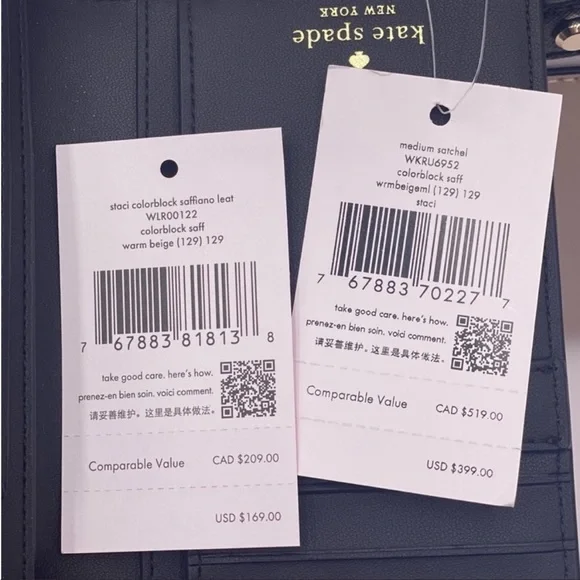 kate spade
NEW YORK
staci colorblock saffiano leat
WLR00122
colorblock saff
warm beige (129) 129
7 67883 81813 8
take good care. here's how.
prenez-en bien soin. voici comment.
请妥善维护。这里是具体做法。
Comparable Value CAD $209.00
USD $169.00
medium satchel
WKRU6952
colorblock saff
wrmbeigeml (129) 129
staci
7 67883 70227 7
take good care. here's how.
prenez-en bien soin. voici comment.
请妥善维护。这里是具体做法。
Comparable Value CAD $519.00
USD $399.00